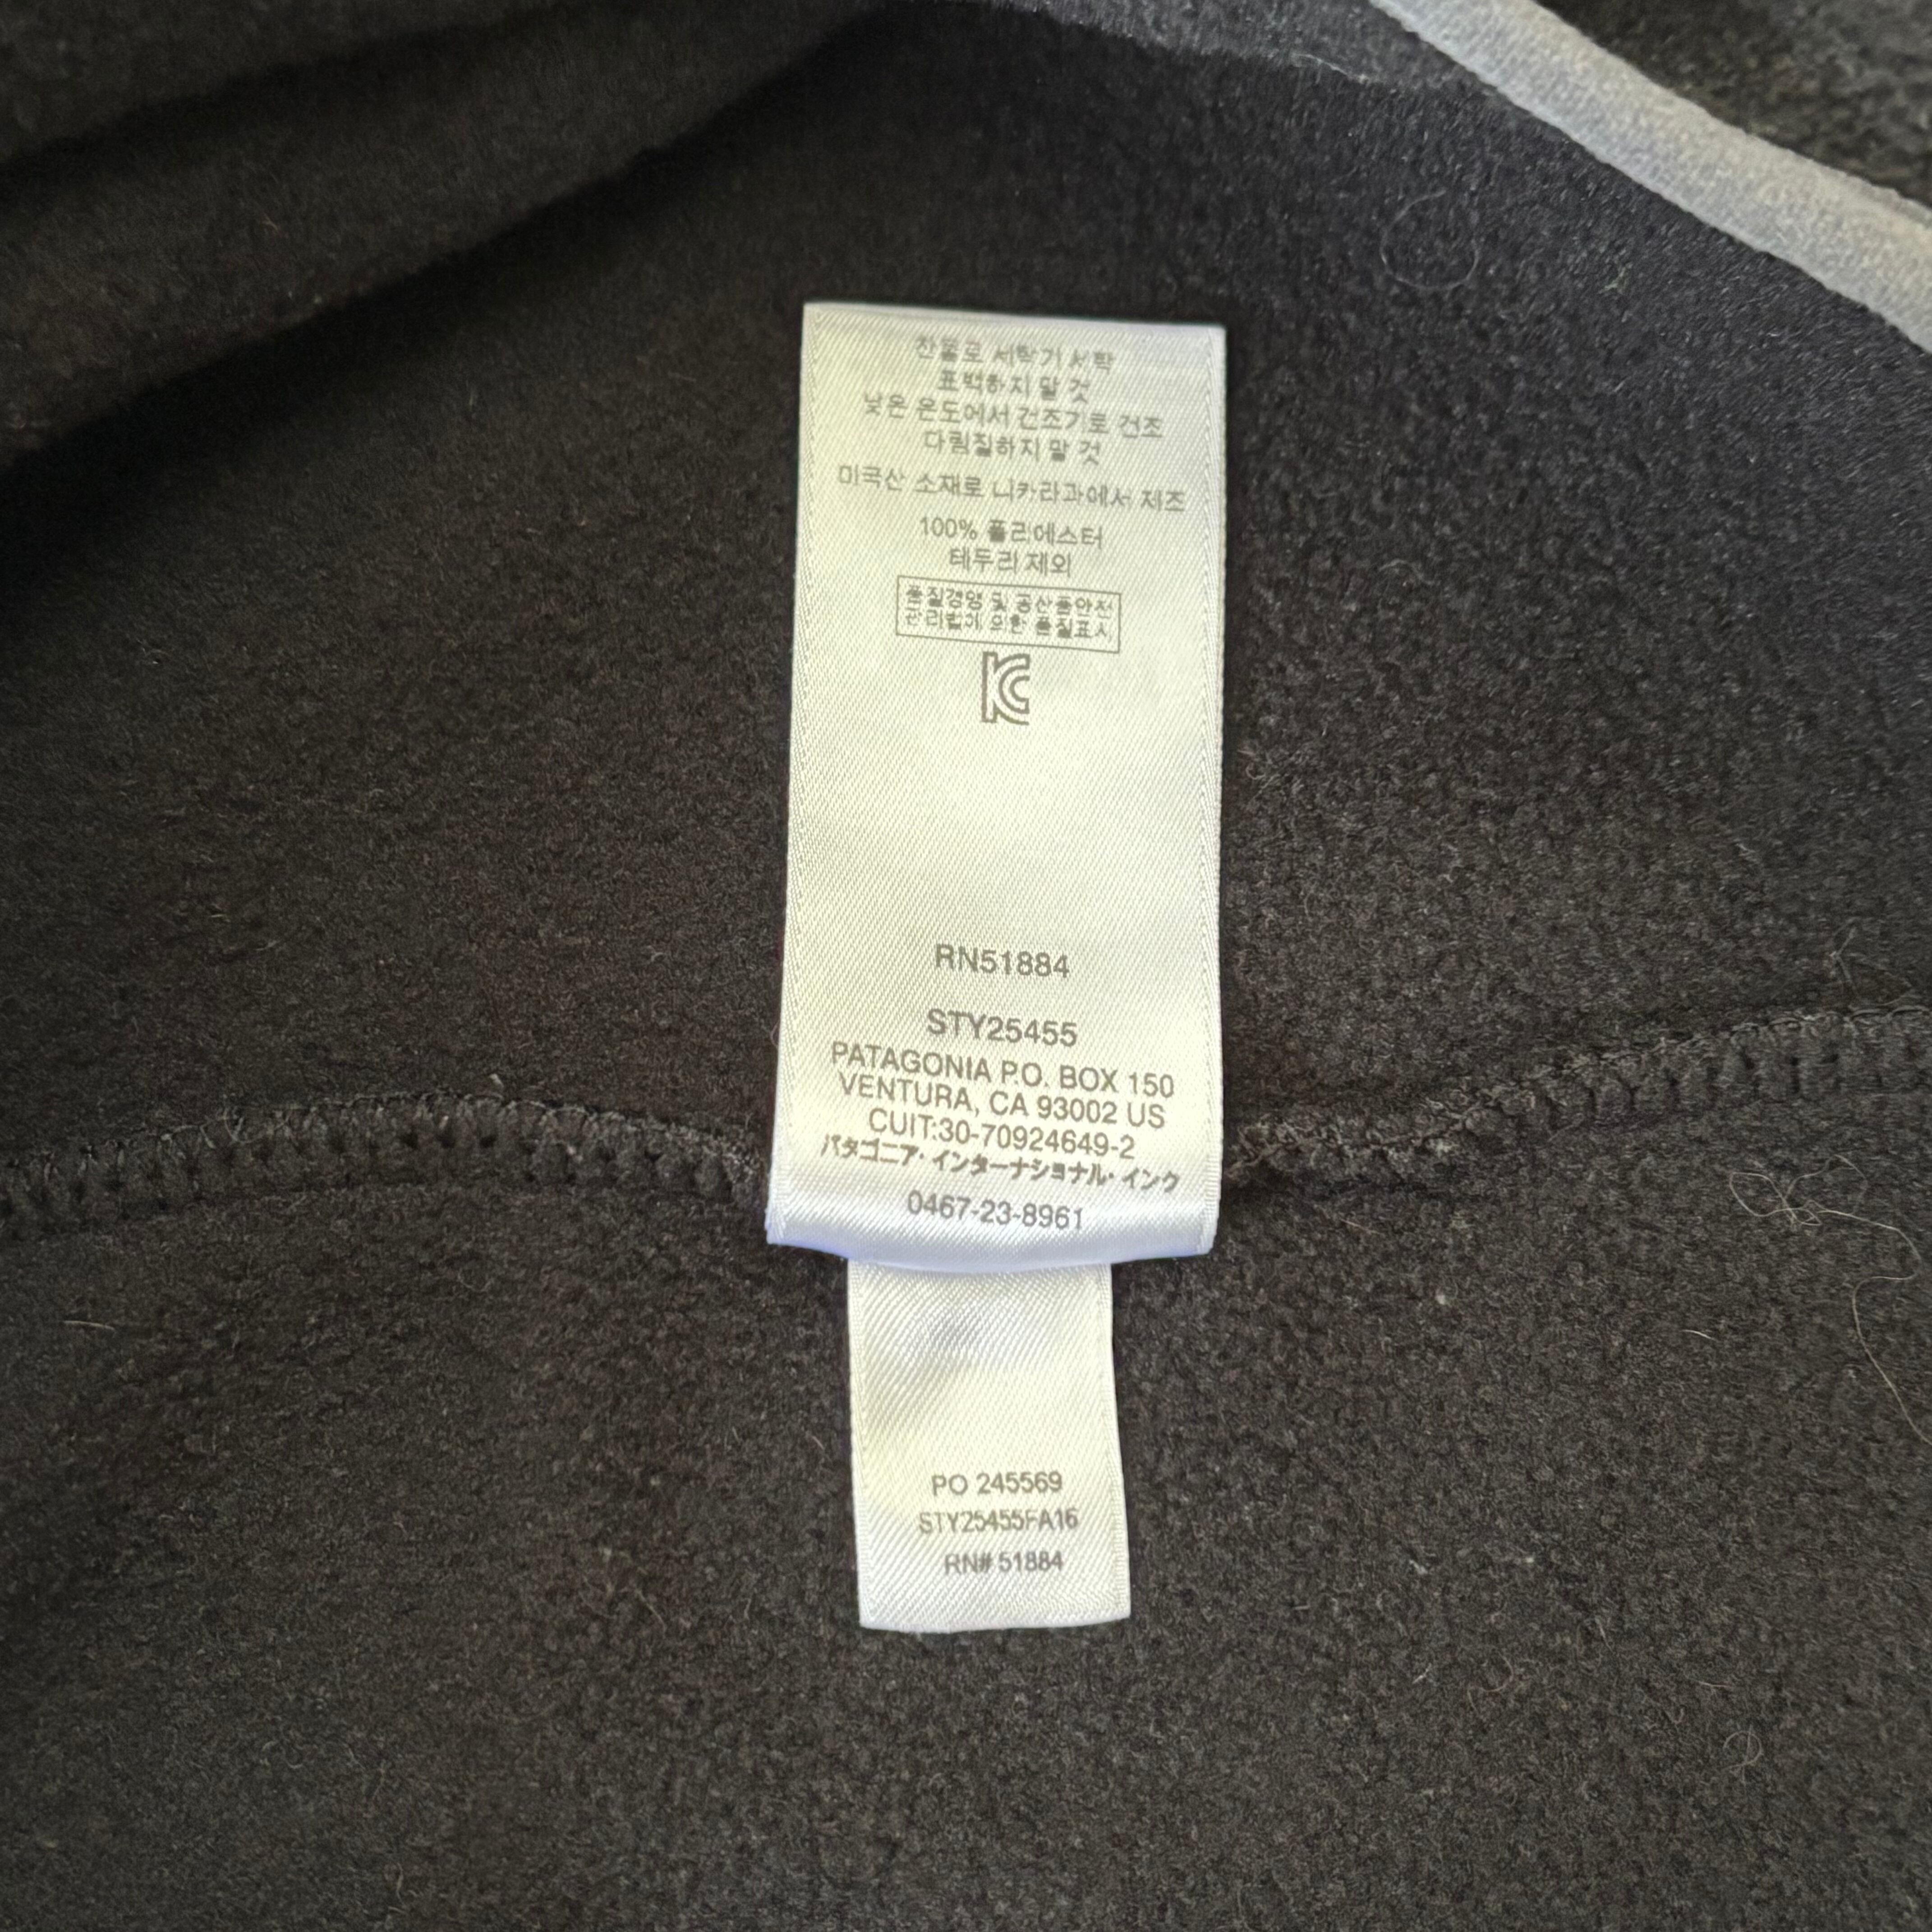 찬물로 세탁기 세탁
표백하지 말 것
낮은 온도에서 건조기로 건조
다림질하지 말 것
미국산 소재로 니카라과에서 제조
100% 폴리에스터
테두리 제외
품질경영 및 공산품안전
관리법에 의한 품질표시
KC
RN51884
STY25455
PATAGONIA P.O. BOX 150
VENTURA, CA 93002 US
CUIT:30-70924649-2
パタゴニア・インターナショナル・インク
0467-23-8961
PO 245569
STY25455FA16
RN# 51884